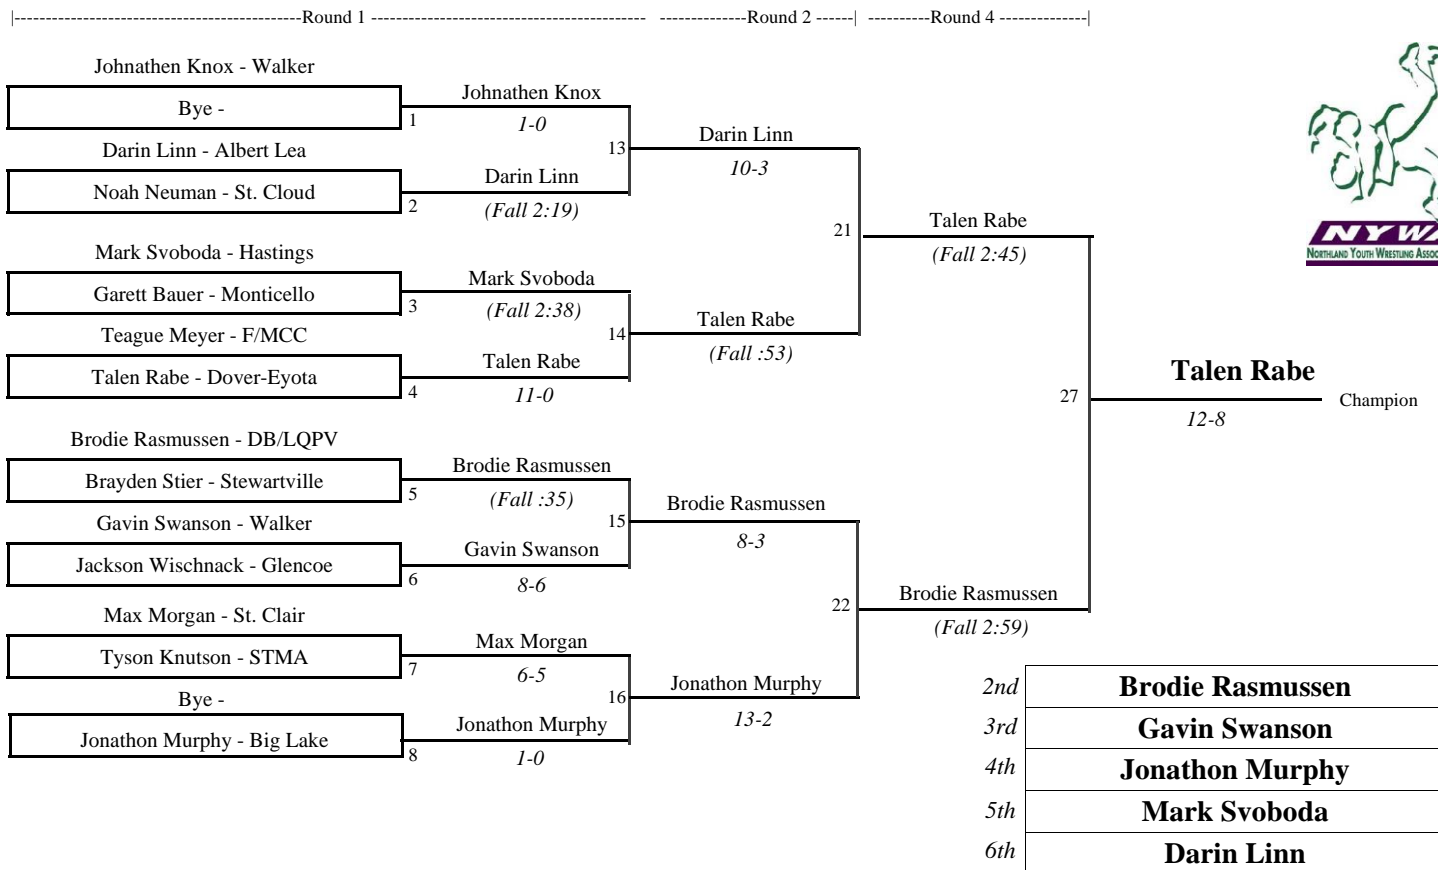 |-----------------------------------------------Round 1 --------------------------------------------- --------------Round 2 ------| ----------Round 4 --------------|
Johnathen Knox - Walker
Bye -
1
Johnathen Knox
1-0
Darin Linn - Albert Lea
Noah Neuman - St. Cloud
2
Darin Linn
(Fall 2:19)
13
Darin Linn
10-3
Mark Svoboda - Hastings
Garett Bauer - Monticello
3
Mark Svoboda
(Fall 2:38)
Teague Meyer - F/MCC
Talen Rabe - Dover-Eyota
4
Talen Rabe
11-0
14
Talen Rabe
(Fall :53)
21
Talen Rabe
(Fall 2:45)
Brodie Rasmussen - DB/LQPV
Brayden Stier - Stewartville
5
Brodie Rasmussen
(Fall :35)
Gavin Swanson - Walker
Jackson Wischnack - Glencoe
6
Gavin Swanson
8-6
15
Brodie Rasmussen
8-3
Max Morgan - St. Clair
Tyson Knutson - STMA
7
Max Morgan
6-5
Bye -
Jonathon Murphy - Big Lake
8
Jonathon Murphy
1-0
16
Jonathon Murphy
13-2
22
Brodie Rasmussen
(Fall 2:59)
27
Talen Rabe
12-8
Champion
NYWA
NORTHLAND YOUTH WRESTLING
2nd Brodie Rasmussen
3rd Gavin Swanson
4th Jonathon Murphy
5th Mark Svoboda
6th Darin Linn